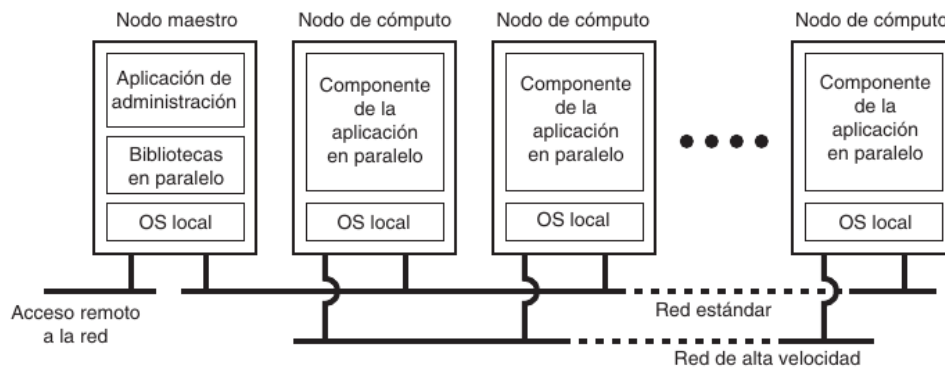 Nodo maestro
Nodo de cómputo
Nodo de cómputo
Nodo de cómputo
Aplicación de
administración
Bibliotecas
en paralelo
OS local
Componente
de la
aplicación
en paralelo
OS local
Componente
de la
aplicación
en paralelo
OS local
Componente
de la
aplicación
en paralelo
OS local
Acceso remoto
a la red
Red estándar
Red de alta velocidad